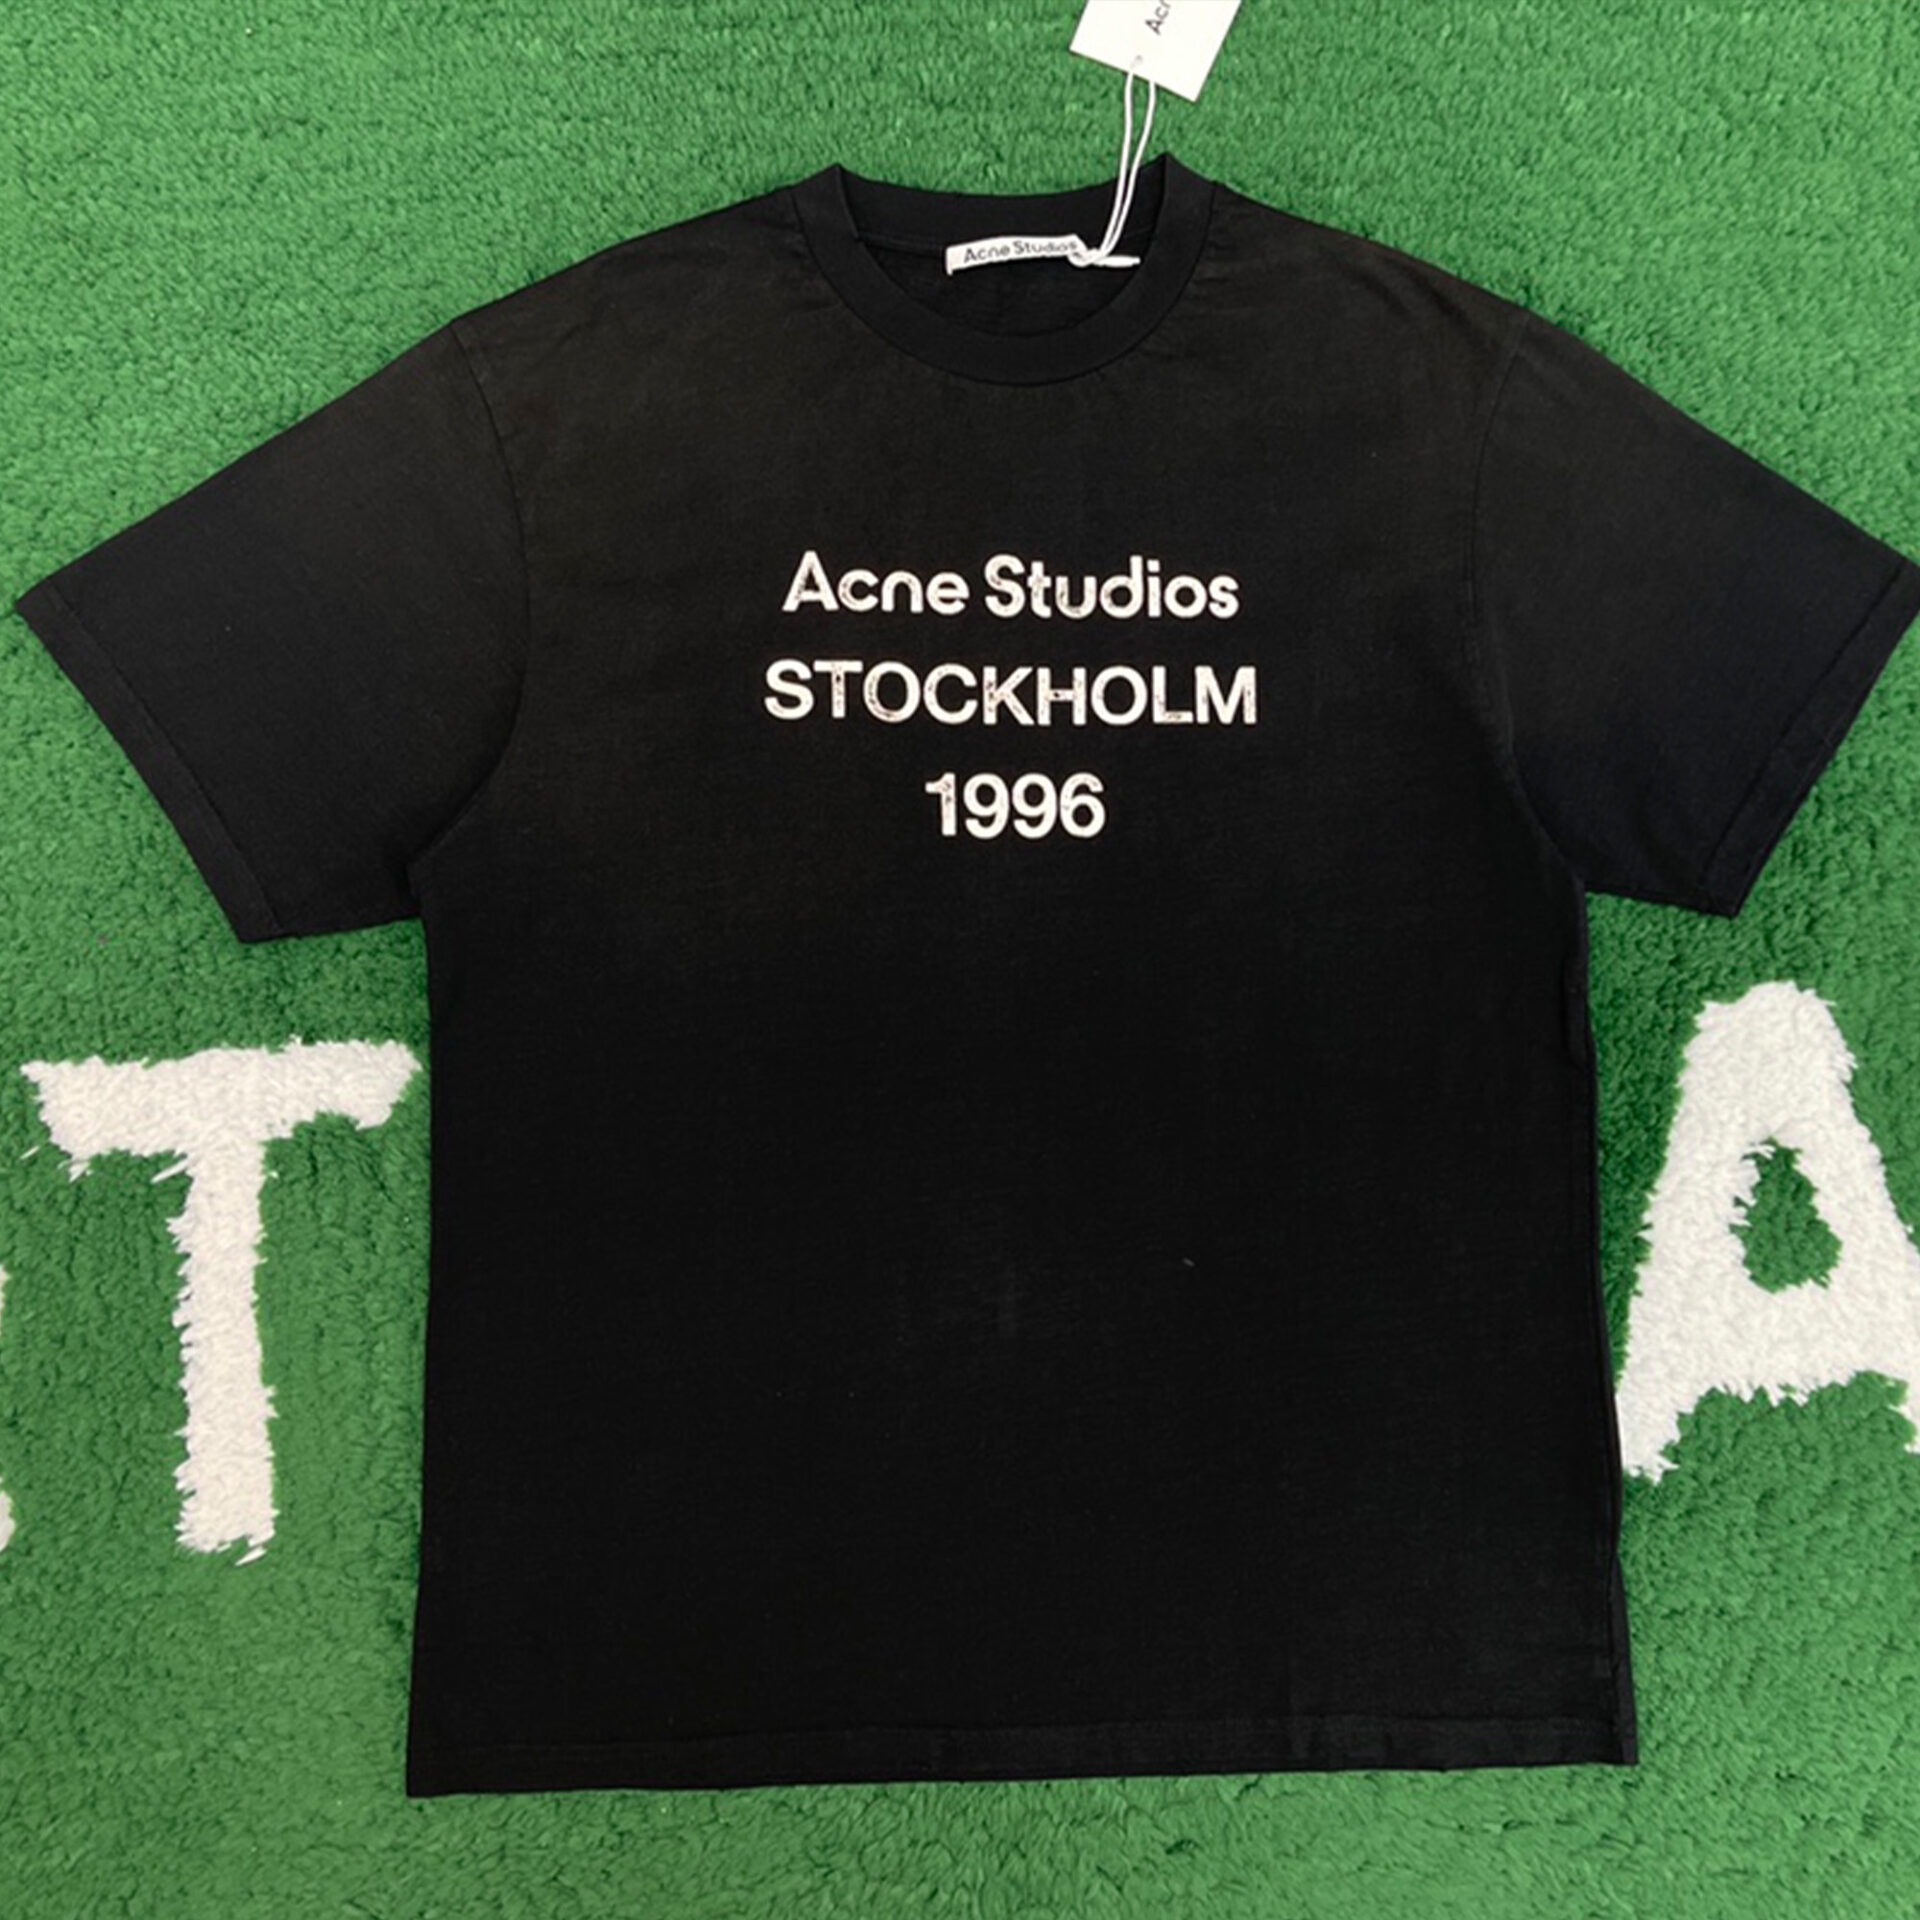 Acne Studios
Acne Studios
STOCKHOLM
1996
T A